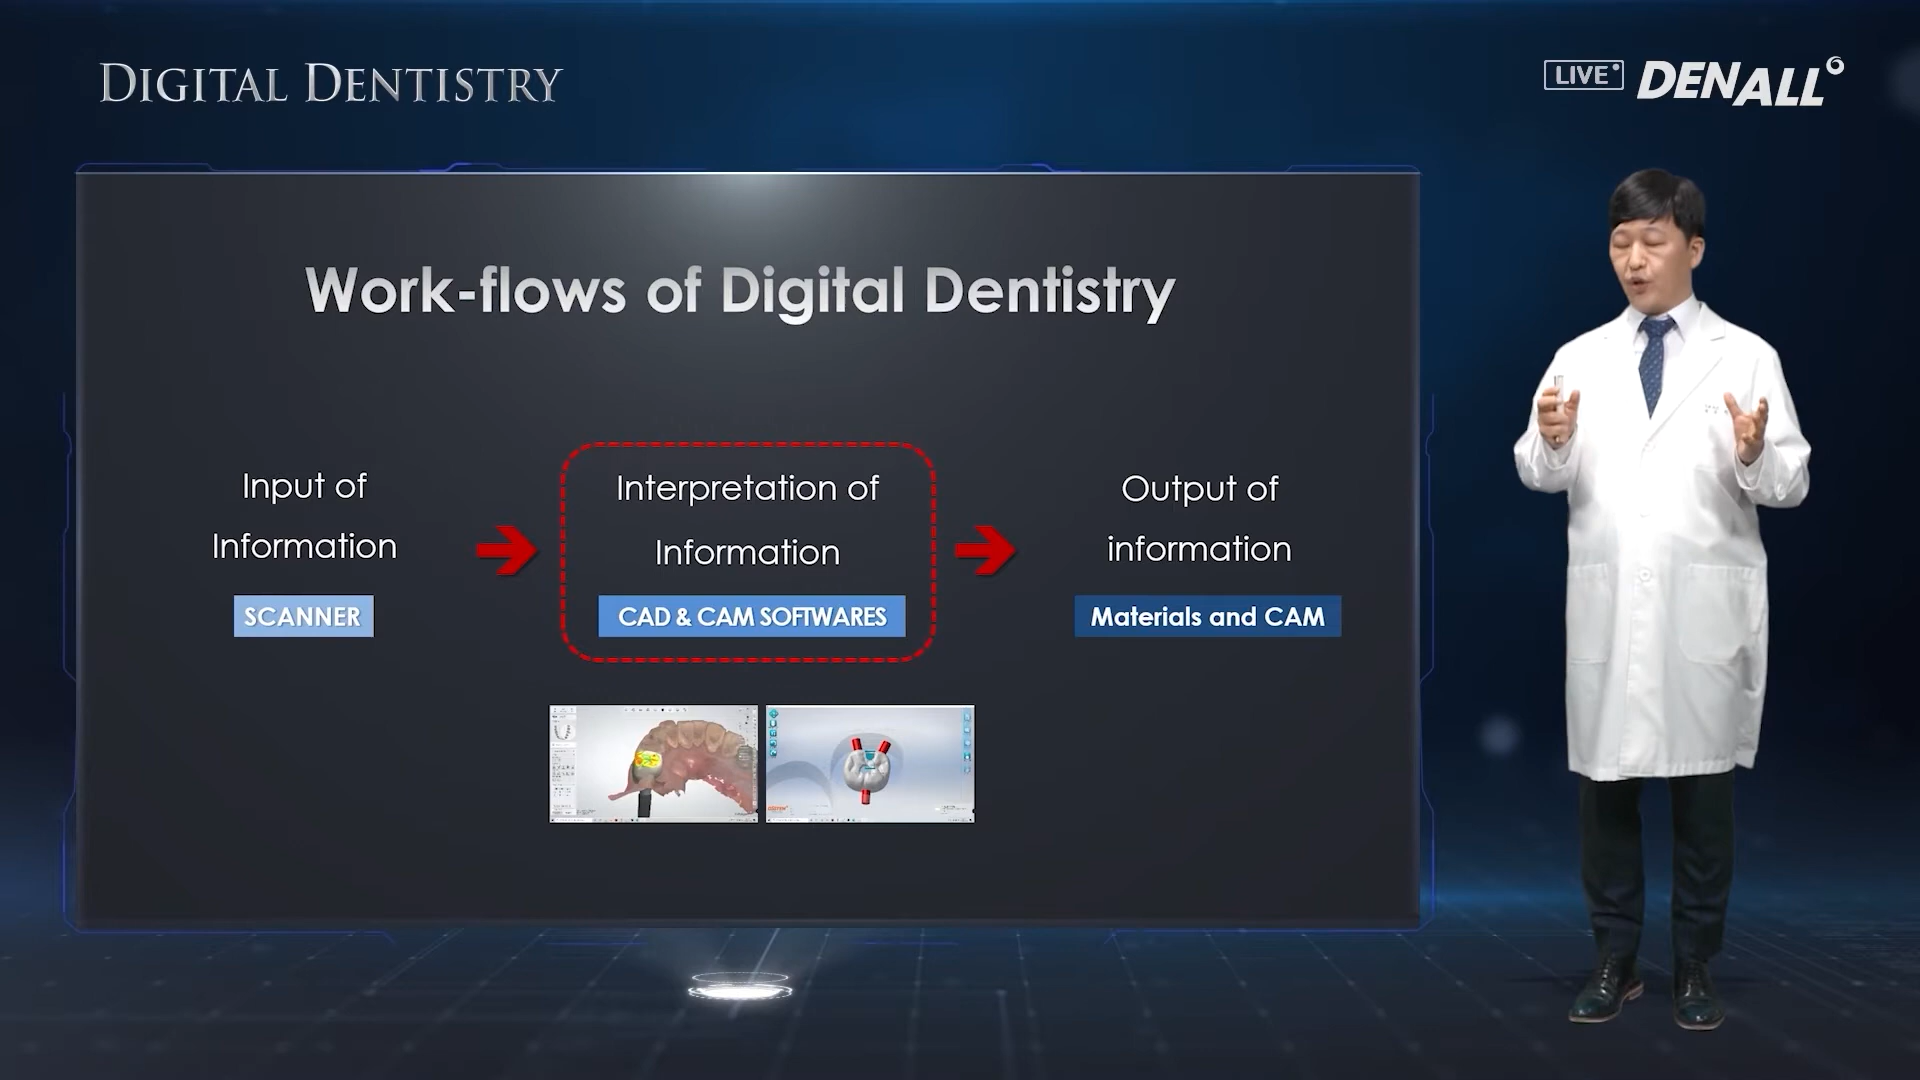 DIGITAL DENTISTRY
LIVE
DENALL
Work-flows of Digital Dentistry
Input of
Information
SCANNER
Interpretation of
Information
CAD & CAM SOFTWARES
Output of
information
Materials and CAM